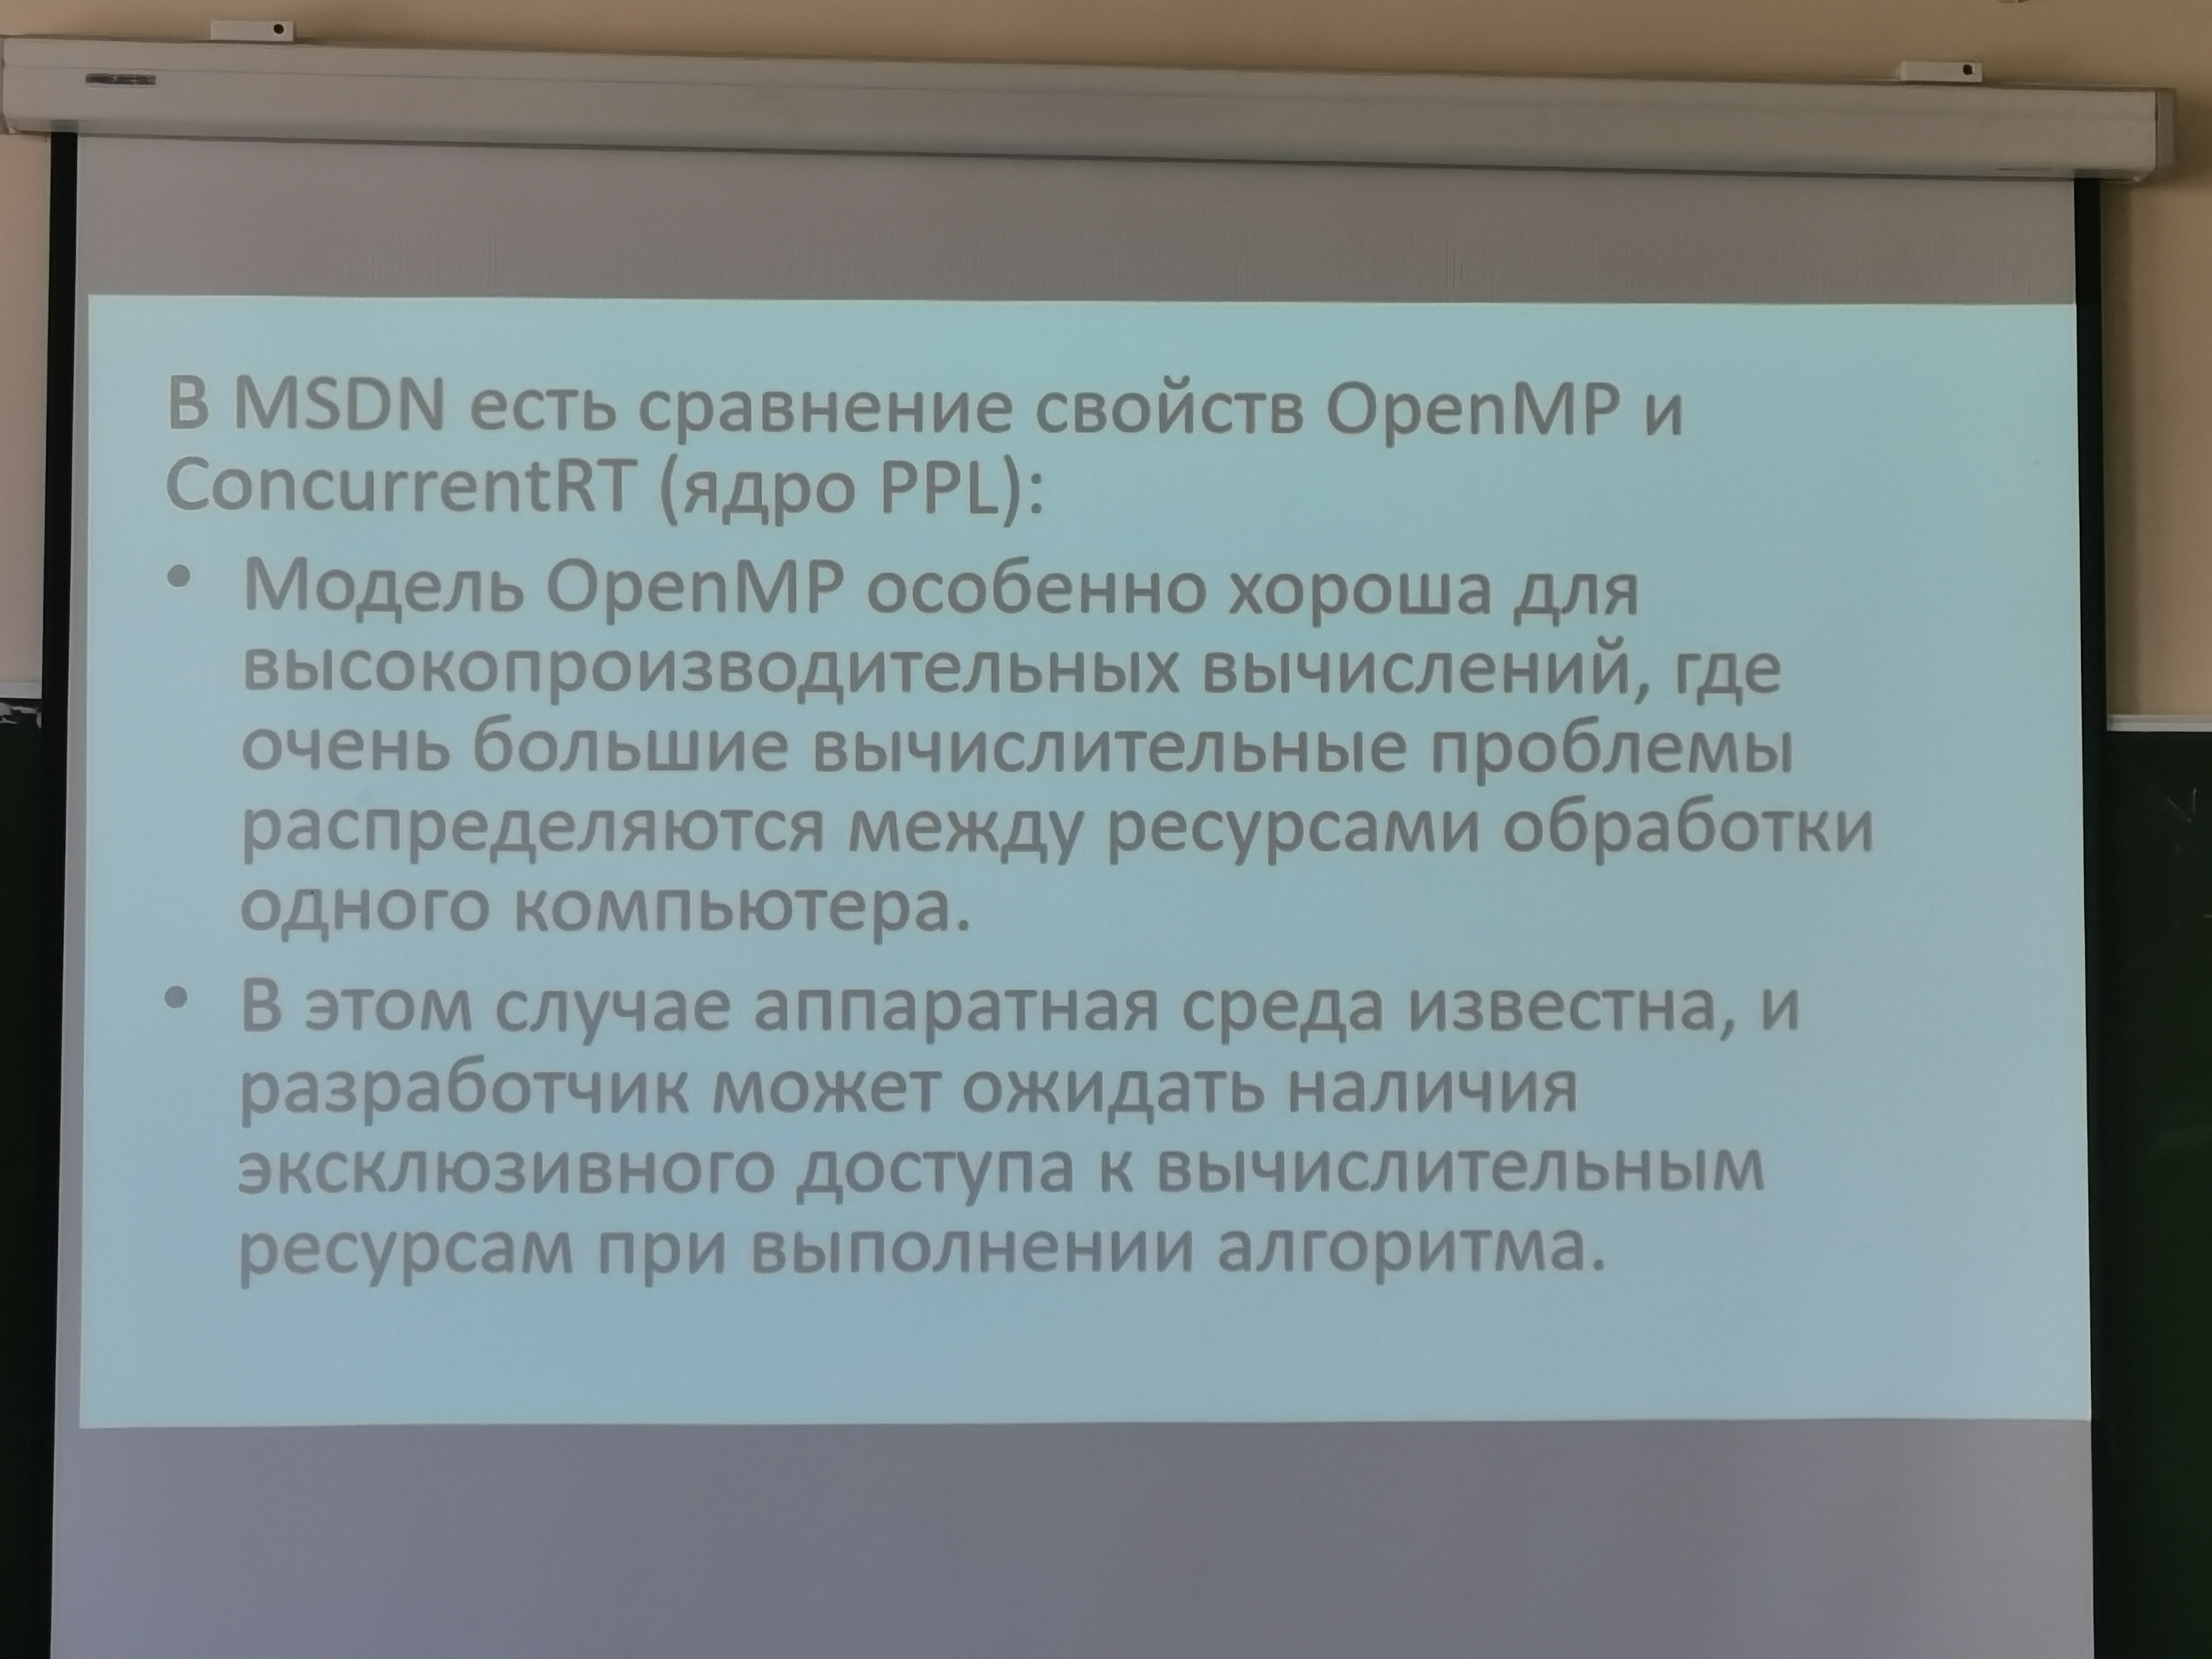 В MSDN есть сравнение свойств OpenMP и
ConcurrentRT (ядро PPL):
• Модель OpenMP особенно хороша для
высокопроизводительных вычислений, где
очень большие вычислительные проблемы
распределяются между ресурсами обработки
одного компьютера.
• В этом случае аппаратная среда известна, и
разработчик может ожидать наличия
эксклюзивного доступа к вычислительным
ресурсам при выполнении алгоритма.